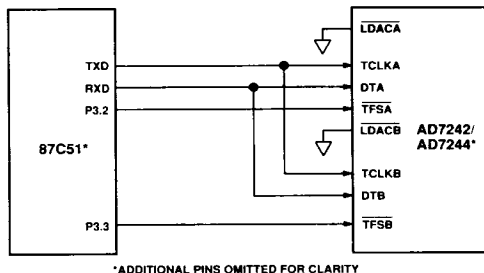 LDACA
TXD
TCLKA
RXD
DTA
P3.2
TFSA
LDACB
AD7242/
AD7244*
87C51*
TCLKB
DTB
P3.3
TFSB
*ADDITIONAL PINS OMITTED FOR CLARITY